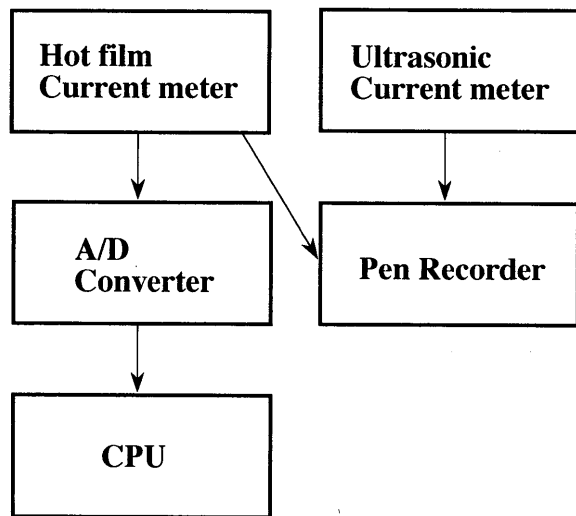 Hot film
Current meter
Ultrasonic
Current meter
A/D
Converter
Pen Recorder
CPU